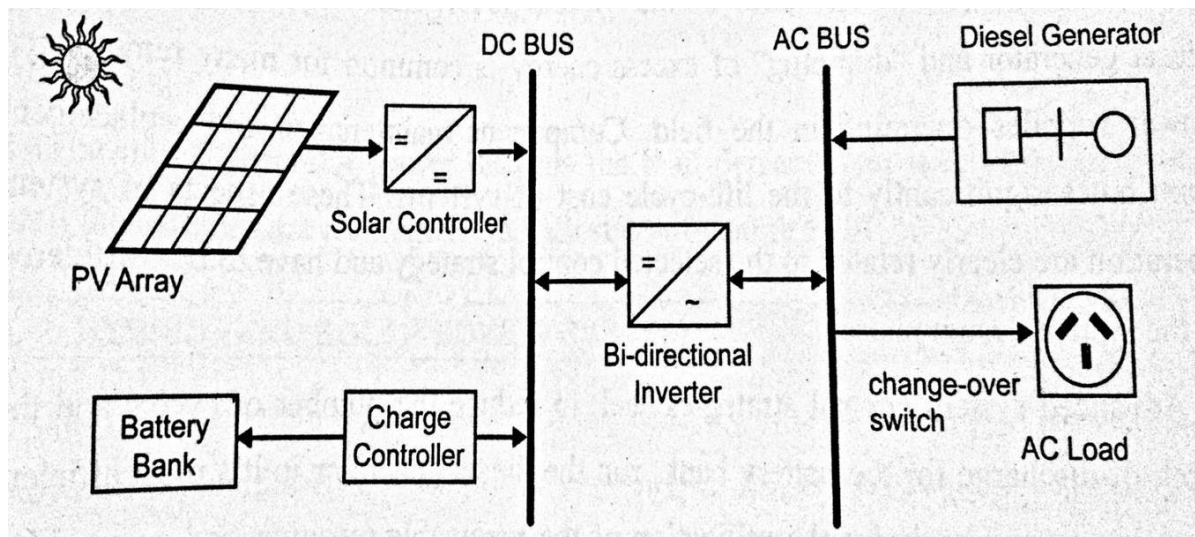 DC BUS
AC BUS
Diesel Generator
=
=
Solar Controller
PV Array
=
~
Bi-directional
Inverter
change-over
switch
AC Load
Battery
Bank
Charge
Controller